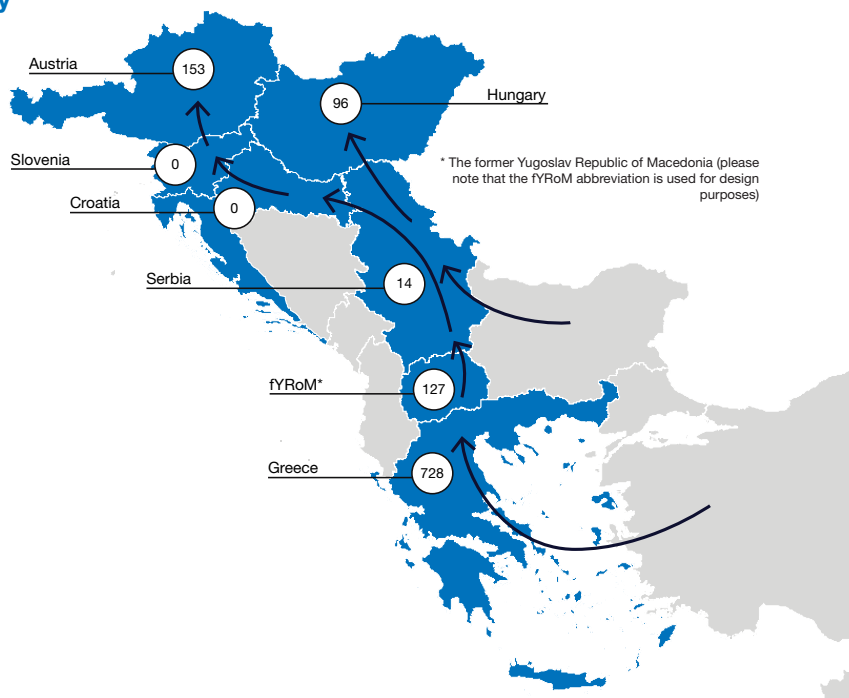 y
Austria
153
96
Hungary
Slovenia
0
* The former Yugoslav Republic of Macedonia (please
note that the fYRoM abbreviation is used for design
purposes)
Croatia
0
Serbia
14
fYRoM*
127
Greece
728